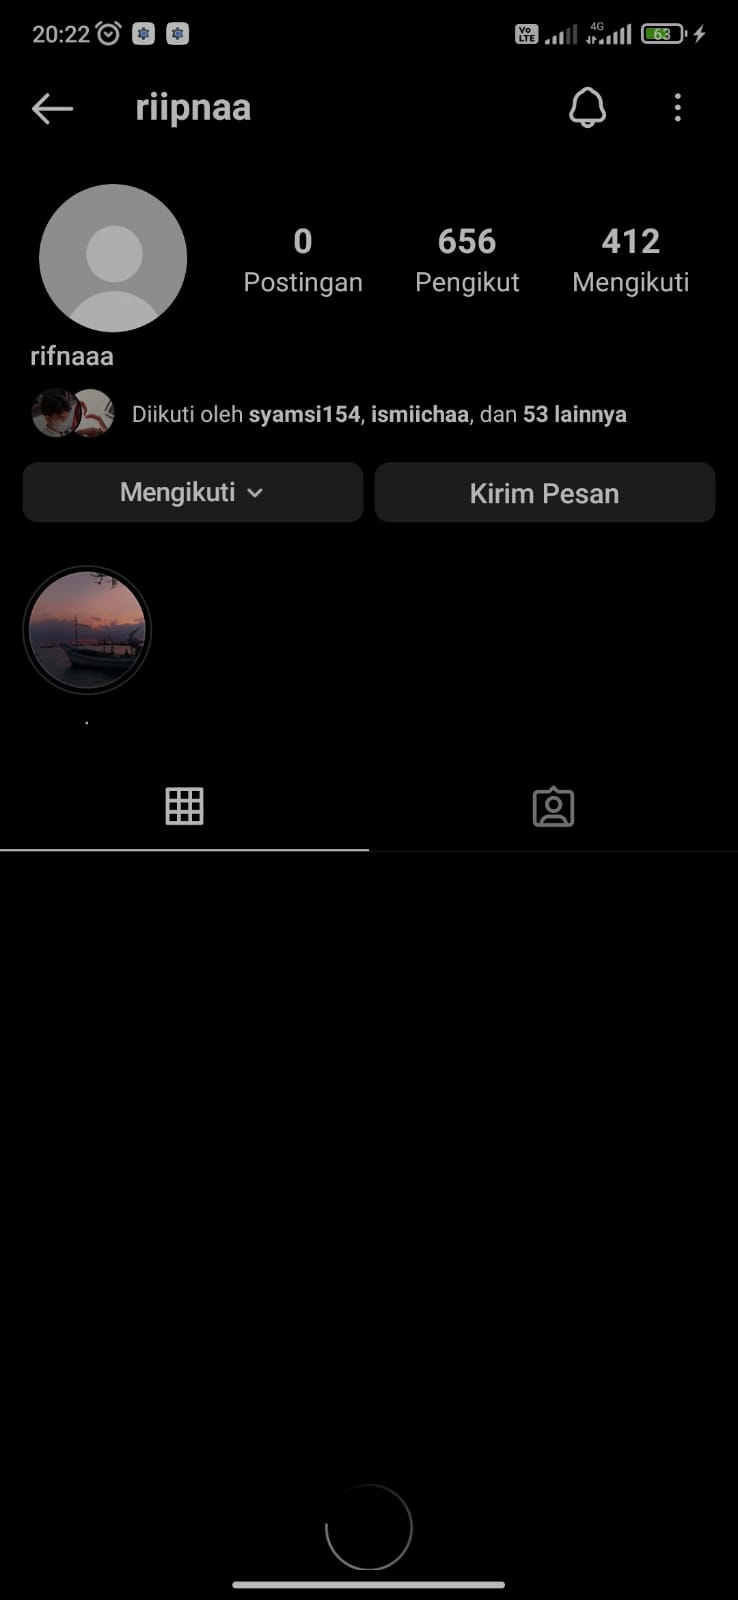 20:22 Vo LTE 4G 63
riipnaa
0 656 412
Postingan Pengikut Mengikuti
rifnaaa
Diikuti oleh syamsi154, ismiichaa, dan 53 lainnya
Mengikuti Kirim Pesan
.